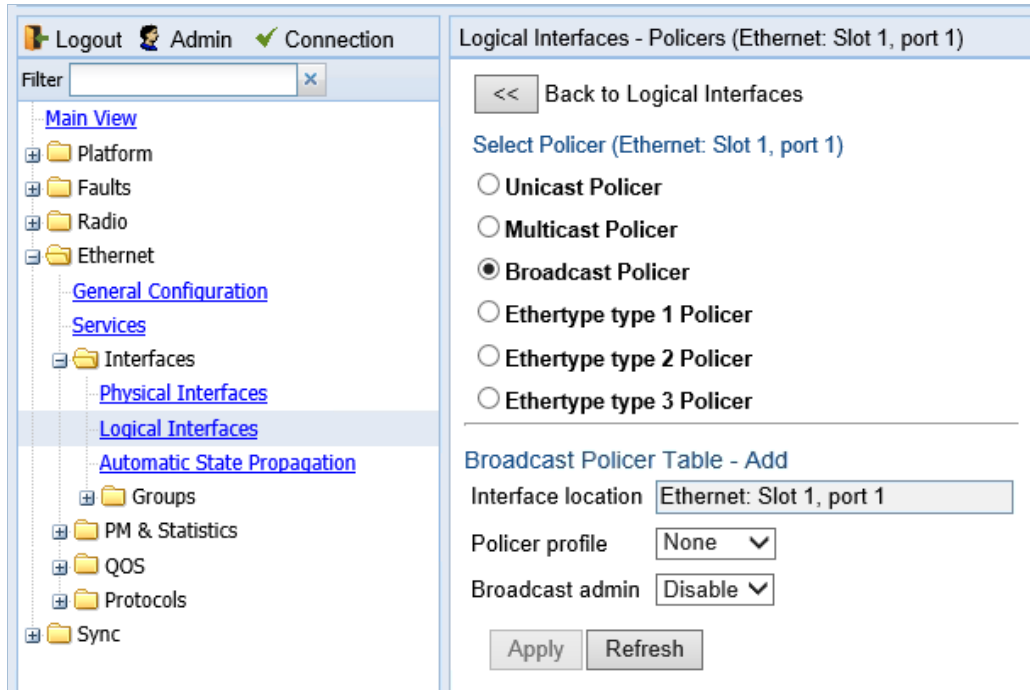 Logout Admin Connection
Filter
Main View
Platform
Faults
Radio
Ethernet
General Configuration
Services
Interfaces
Physical Interfaces
Logical Interfaces
Automatic State Propagation
Groups
PM & Statistics
QOS
Protocols
Sync
Logical Interfaces - Policers (Ethernet: Slot 1, port 1)
<< Back to Logical Interfaces
Select Policer (Ethernet: Slot 1, port 1)
Unicast Policer
Multicast Policer
Broadcast Policer
Ethertype type 1 Policer
Ethertype type 2 Policer
Ethertype type 3 Policer
Broadcast Policer Table - Add
Interface location Ethernet: Slot 1, port 1
Policer profile None
Broadcast admin Disable
Apply Refresh